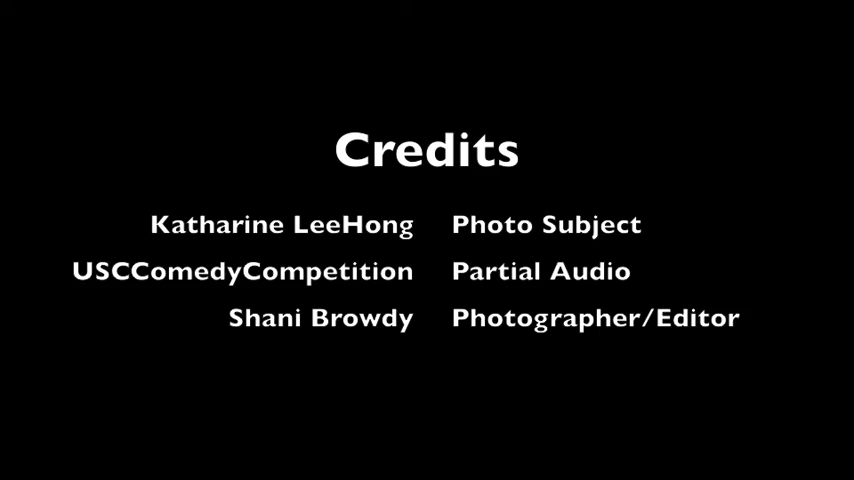 Credits
Katharine LeeHong Photo Subject
USCComedyCompetition Partial Audio
Shani Browdy Photographer/Editor